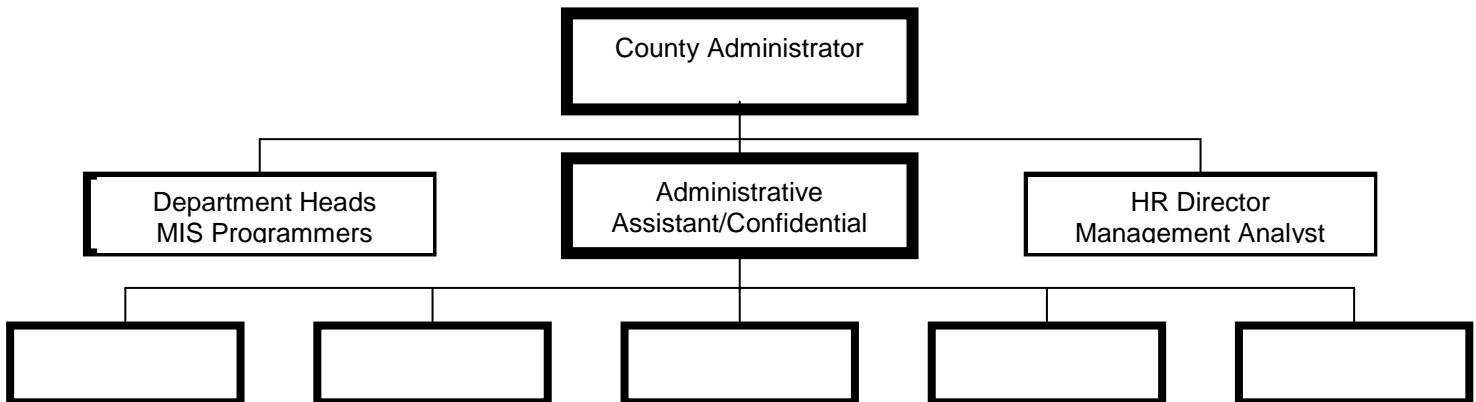 County Administrator
Department Heads
MIS Programmers
Administrative
Assistant/Confidential
HR Director
Management Analyst